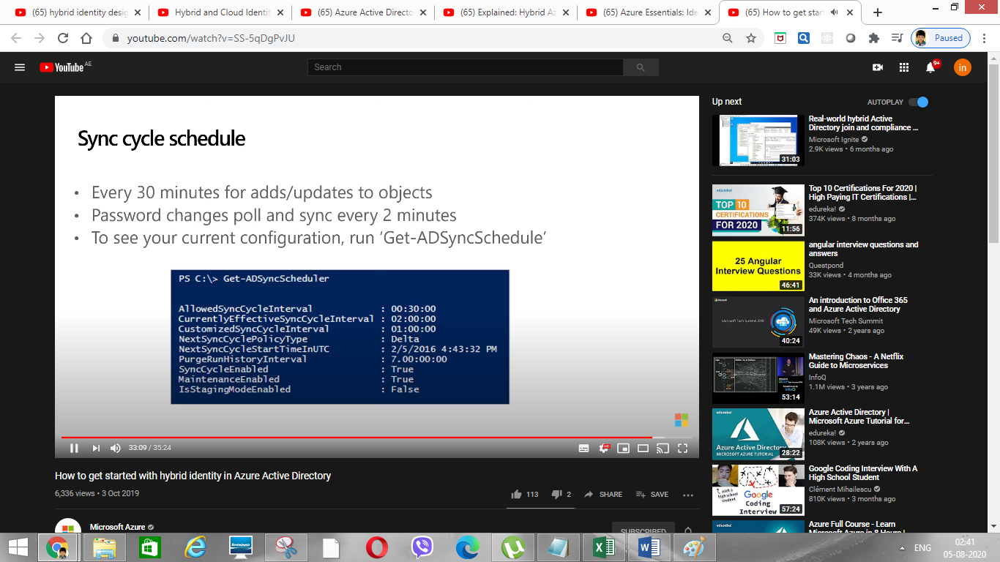 (65) hybrid identity desig
Hybrid and Cloud Identit
(65) Azure Active Directo
(65) Explained: Hybrid Az
(65) Azure Essentials: Ide
(65) How to get star
youtube.com/watch?v=SS-5qDgPvJU
Paused
YouTube AE
Search
9+
in
Sync cycle schedule
• Every 30 minutes for adds/updates to objects
• Password changes poll and sync every 2 minutes
• To see your current configuration, run ‘Get-ADSyncSchedule’
PS C:\> Get-ADSyncScheduler
AllowedSyncCycleInterval : 00:30:00
CurrentlyEffectiveSyncCycleInterval : 02:00:00
CustomizedSyncCycleInterval : 01:00:00
NextSyncCyclePolicyType : Delta
NextSyncCycleStartTimeInUTC : 2/5/2016 4:43:32 PM
PurgeRunHistoryInterval : 7.00:00:00
SyncCycleEnabled : True
MaintenanceEnabled : True
IsStagingModeEnabled : False
33:09 / 35:24
HD
How to get started with hybrid identity in Azure Active Directory
6,336 views • 3 Oct 2019
113 2 SHARE SAVE
Microsoft Azure
SUBSCRIBED
Up next
AUTOPLAY
31:03
Real-world hybrid Active
Directory join and compliance ...
Microsoft Ignite
2.9K views • 6 months ago
edureka!
TOP 10
CERTIFICATIONS
FOR 2020
11:56
Top 10 Certifications For 2020 |
High Paying IT Certifications |...
edureka!
374K views • 8 months ago
25 Angular
Interview Questions
46:41
angular interview questions and
answers
Questpond
33K views • 4 months ago
Microsoft Tech Summit 2018
40:24
An introduction to Office 365
and Azure Active Directory
Microsoft Tech Summit
49K views • 2 years ago
53:14
Mastering Chaos - A Netflix
Guide to Microservices
InfoQ
1.1M views • 3 years ago
edureka!
Azure Active Directory
MICROSOFT AZURE TUTORIAL
28:22
Azure Active Directory |
Microsoft Azure Tutorial for...
edureka!
108K views • 2 years ago
with a
high school
student
Google
Coding
Interview
57:24
Google Coding Interview With A
High School Student
Clément Mihailescu
810K views • 3 months ago
edureka!
Azure Full Course - Learn
Microsoft Azure in 8 Hours |
lenovo
ENG
02:41
05-08-2020